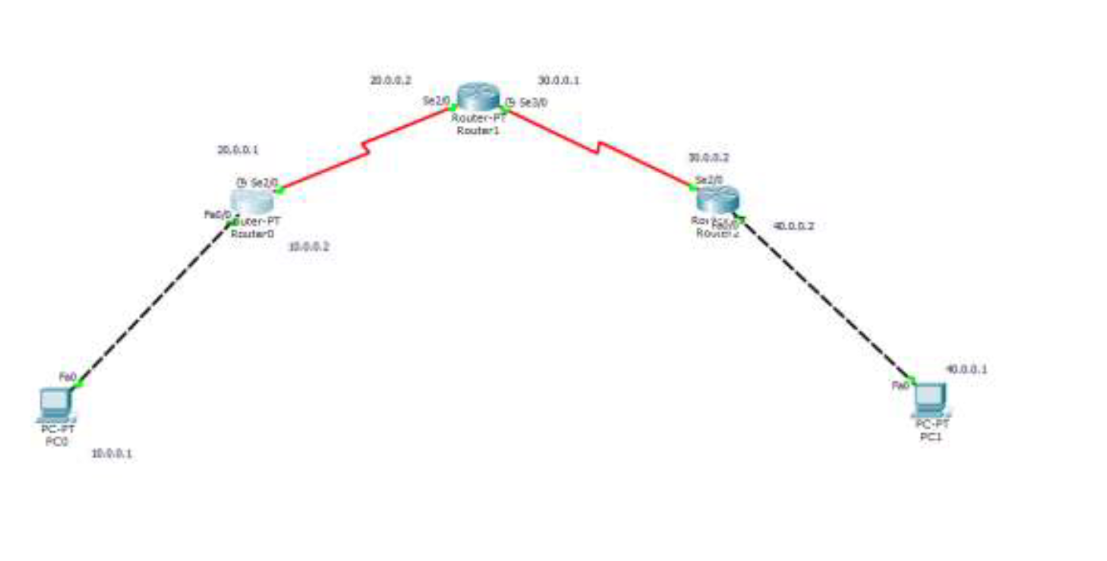 20.0.0.2
30.0.0.1
Se2/0
Se3/0
Router-PT
Router1
20.0.0.1
30.0.0.2
Se2/0
Se2/0
Fa0/0
uter-PT
Router0
10.0.0.2
Fa0/0
Router2
40.0.0.2
Fa0
PC-PT
PC0
10.0.0.1
40.0.0.1
Fa0
PC-PT
PC1